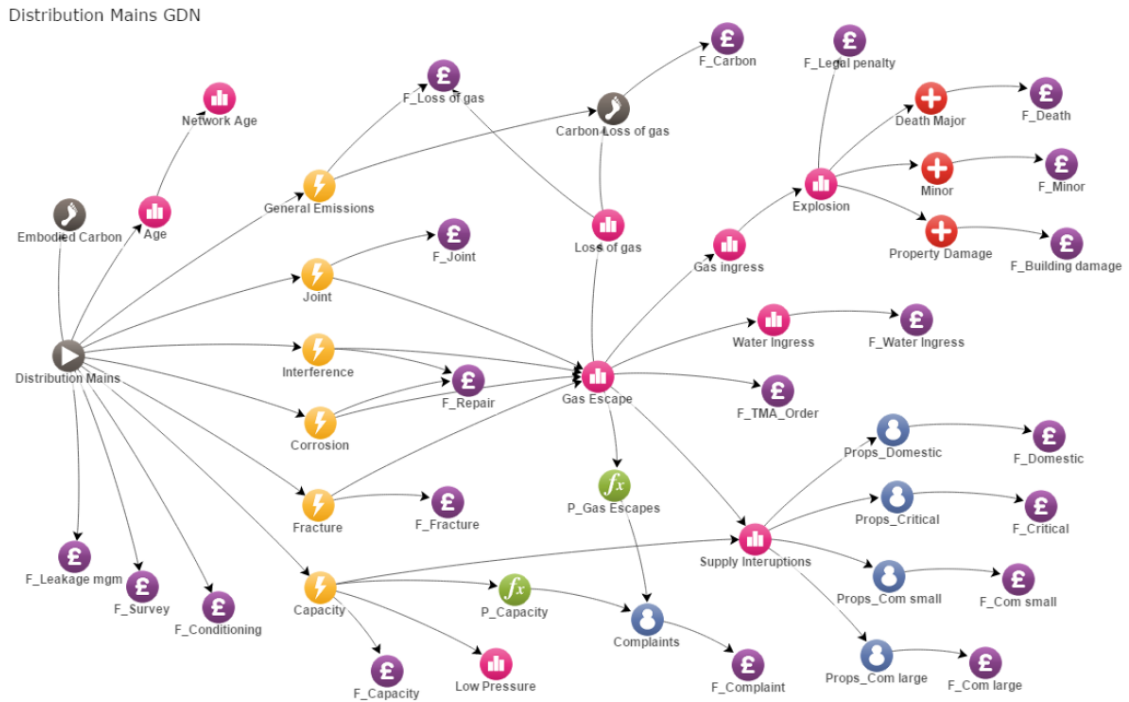 Distribution Mains GDN
F_Carbon
F_Legal penalty
F_Loss of gas
Network Age
Death Major
F_Death
Carbon Loss of gas
Minor
F_Minor
General Emissions
Explosion
Embodied Carbon
Age
Loss of gas
F_Joint
Gas ingress
Property Damage
F_Building damage
Joint
Water Ingress
F_Water Ingress
Distribution Mains
Interference
F_Repair
Gas Escape
F_TMA_Order
Corrosion
Props_Domestic
F_Domestic
P_Gas Escapes
Fracture
F_Fracture
Props_Critical
F_Critical
Supply Interuptions
F_Leakage mgm
F_Survey
F_Conditioning
Capacity
P_Capacity
Complaints
Props_Com small
F_Com small
F_Capacity
Low Pressure
F_Complaint
Props_Com large
F_Com large